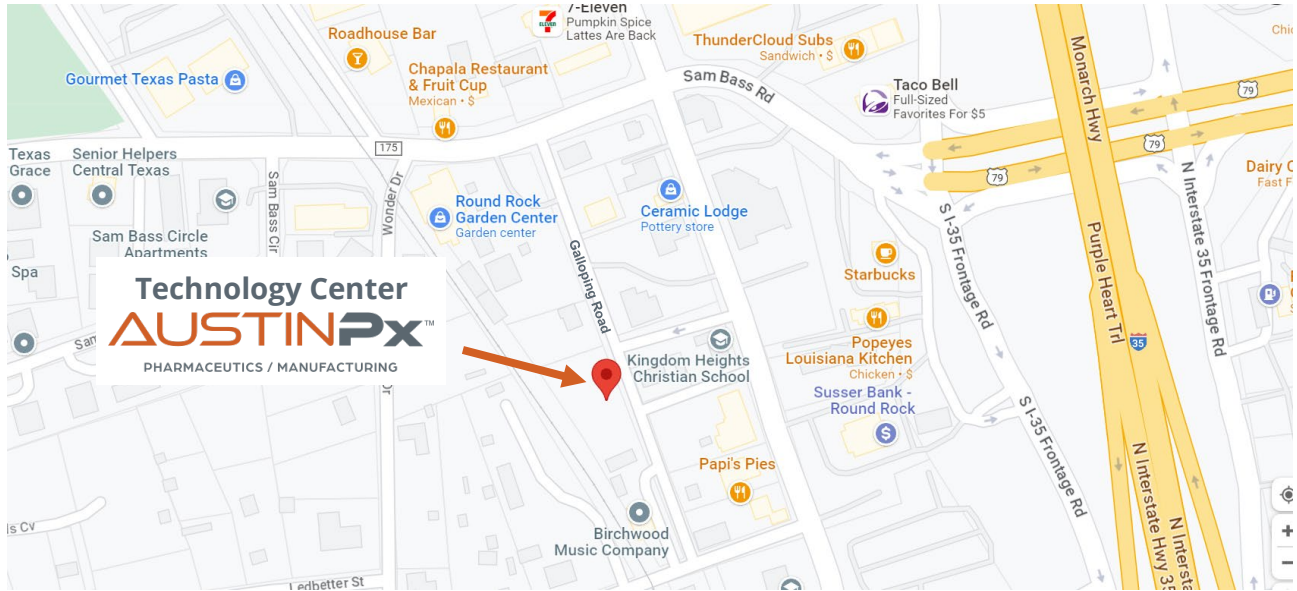 7-Eleven
Pumpkin Spice
Lattes Are Back
Roadhouse Bar
ThunderCloud Subs
Sandwich • $
Gourmet Texas Pasta
Chapala Restaurant
& Fruit Cup
Mexican • $
Sam Bass Rd
Taco Bell
Full-Sized
Favorites For $5
Monarch Hwy
79
79
79
175
Texas
Grace
Senior Helpers
Central Texas
Sam Bass Cir
Wonder Dr
Round Rock
Garden Center
Garden center
Ceramic Lodge
Pottery store
N Interstate 35 Frontage Rd
Fast F
Sam Bass Circle
Apartments
Spa
Galloping Road
S I-35 Frontage Rd
Purple Heart Trl
Starbucks
Technology Center
AUSTINPx™
PHARMACEUTICS / MANUFACTURING
35
Kingdom Heights
Christian School
Popeyes
Louisiana Kitchen
Chicken • $
Susser Bank -
Round Rock
S I-35 Frontage Rd
Papi's Pies
Birchwood
Music Company
N Interstate Hwy 35
Ledbetter St